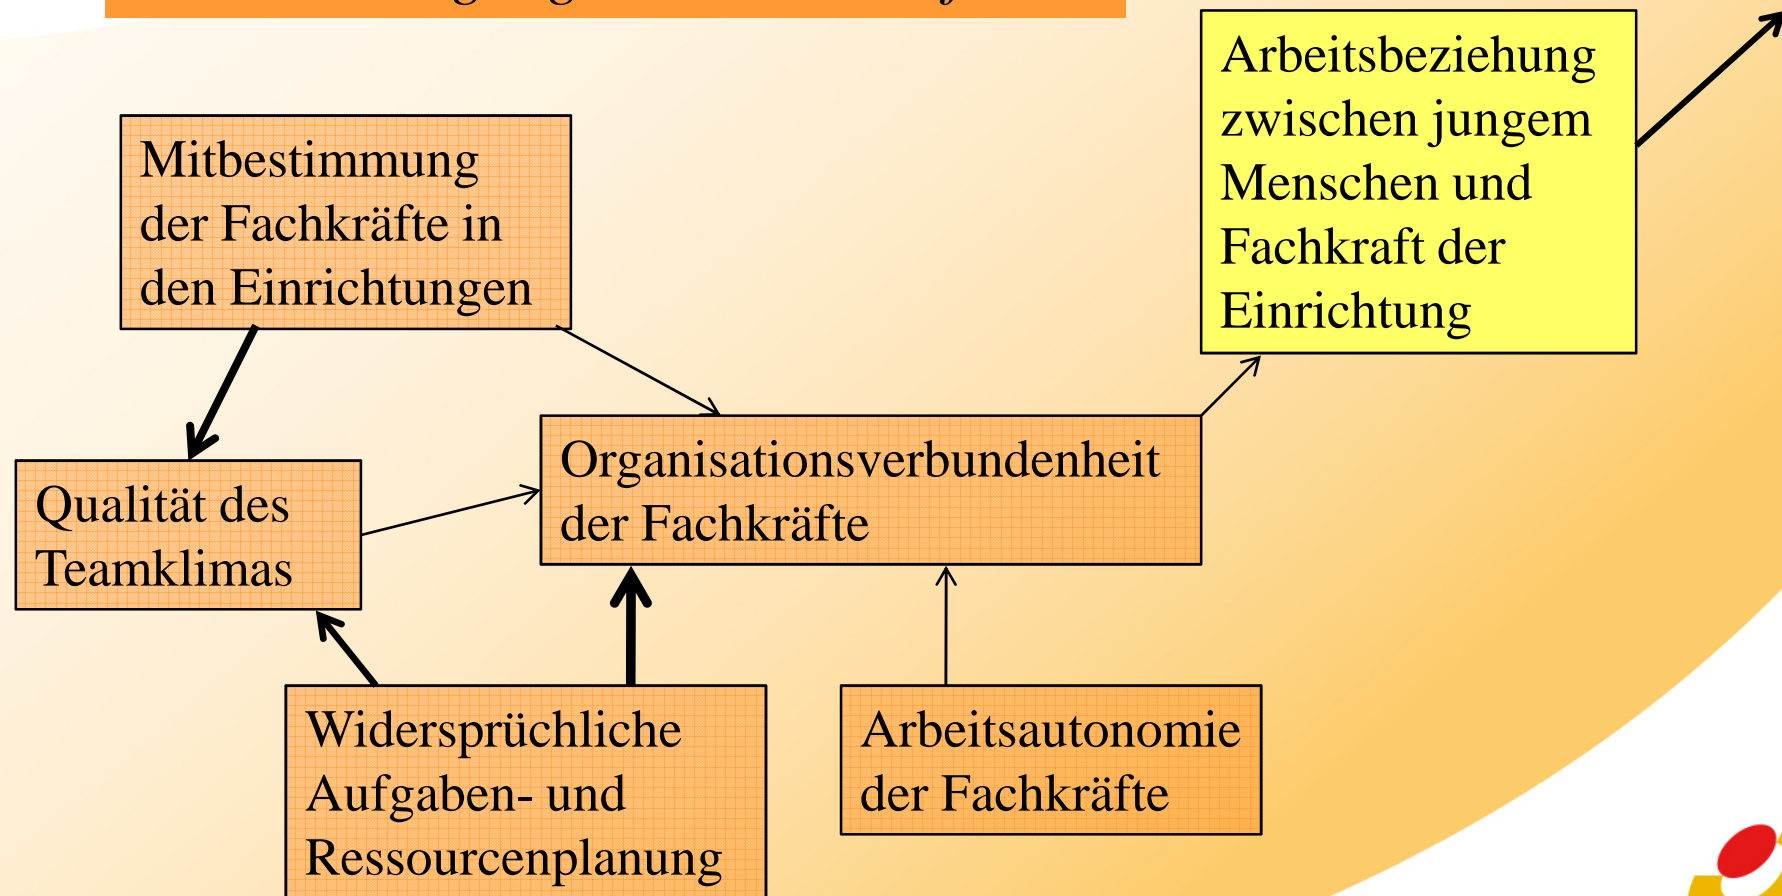 Arbeitsbeziehung
zwischen jungem
Menschen und
Fachkraft der
Einrichtung
Mitbestimmung
der Fachkräfte in
den Einrichtungen
Organisationsverbundenheit
der Fachkräfte
Qualität des
Teamklimas
Widersprüchliche
Aufgaben- und
Ressourcenplanung
Arbeitsautonomie
der Fachkräfte